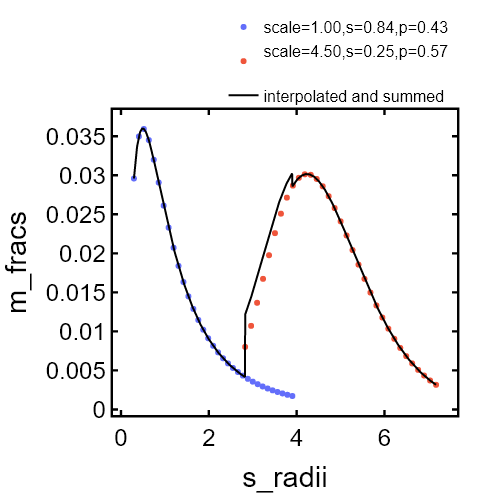 scale=1.00,s=0.84,p=0.43
scale=4.50,s=0.25,p=0.57
interpolated and summed
m_fracs
0.035
0.03
0.025
0.02
0.015
0.01
0.005
0
0 2 4 6
s_radii